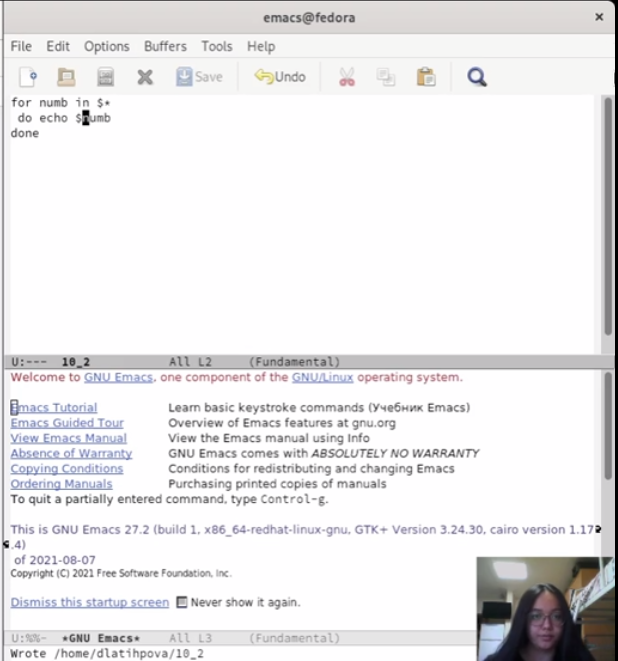 emacs@fedora ×
File Edit Options Buffers Tools Help
Save Undo
for numb in $*
 do echo $numb
done
U:--- 10_2 All L2 (Fundamental)
Welcome to GNU Emacs, one component of the GNU/Linux operating system.
Emacs Tutorial Learn basic keystroke commands (Учебник Emacs)
Emacs Guided Tour Overview of Emacs features at gnu.org
View Emacs Manual View the Emacs manual using Info
Absence of Warranty GNU Emacs comes with ABSOLUTELY NO WARRANTY
Copying Conditions Conditions for redistributing and changing Emacs
Ordering Manuals Purchasing printed copies of manuals
To quit a partially entered command, type Control-g.
This is GNU Emacs 27.2 (build 1, x86_64-redhat-linux-gnu, GTK+ Version 3.24.30, cairo version 1.17
.4)
 of 2021-08-07
Copyright (C) 2021 Free Software Foundation, Inc.
Dismiss this startup screen Never show it again.
U:%%- *GNU Emacs* All L3 (Fundamental)
Wrote /home/dlatihpova/10_2